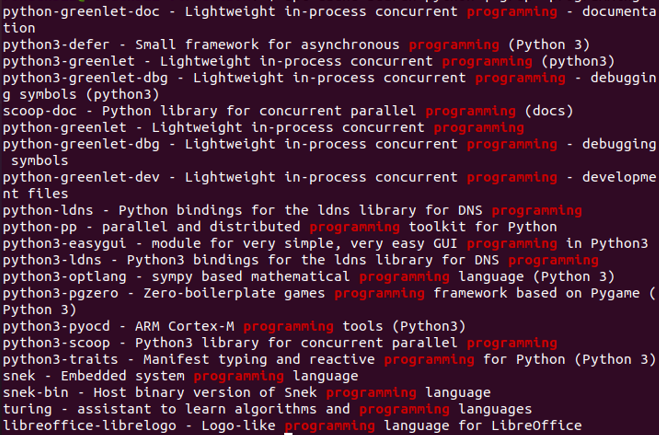 python-greenlet-doc - Lightweight in-process concurrent programming - documenta
tion
python3-defer - Small framework for asynchronous programming (Python 3)
python3-greenlet - Lightweight in-process concurrent programming (python3)
python3-greenlet-dbg - Lightweight in-process concurrent programming - debuggin
g symbols (python3)
scoop-doc - Python library for concurrent parallel programming (docs)
python-greenlet - Lightweight in-process concurrent programming
python-greenlet-dbg - Lightweight in-process concurrent programming - debugging
 symbols
python-greenlet-dev - Lightweight in-process concurrent programming - developme
nt files
python-ldns - Python bindings for the ldns library for DNS programming
python-pp - parallel and distributed programming toolkit for Python
python3-easygui - module for very simple, very easy GUI programming in Python3
python3-ldns - Python3 bindings for the ldns library for DNS programming
python3-optlang - sympy based mathematical programming language (Python 3)
python3-pgzero - Zero-boilerplate games programming framework based on Pygame (
Python 3)
python3-pyocd - ARM Cortex-M programming tools (Python3)
python3-scoop - Python3 library for concurrent parallel programming
python3-traits - Manifest typing and reactive programming for Python (Python 3)
snek - Embedded system programming language
snek-bin - Host binary version of Snek programming language
turing - assistant to learn algorithms and programming languages
libreoffice-librelogo - Logo-like programming language for LibreOffice